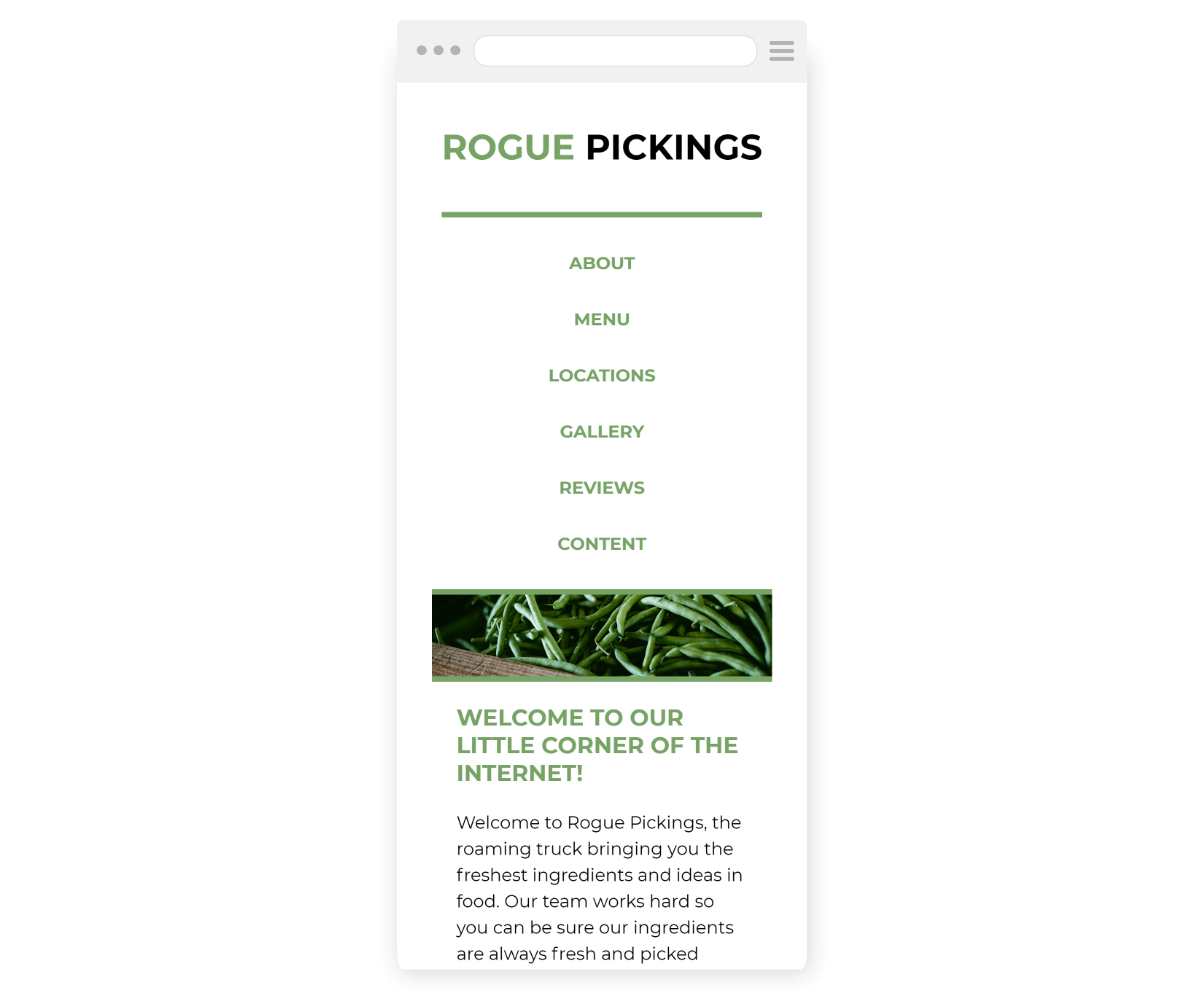 ROGUE PICKINGS
ABOUT
MENU
LOCATIONS
GALLERY
REVIEWS
CONTENT
WELCOME TO OUR
LITTLE CORNER OF THE
INTERNET!
Welcome to Rogue Pickings, the
roaming truck bringing you the
freshest ingredients and ideas in
food. Our team works hard so
you can be sure our ingredients
are always fresh and picked